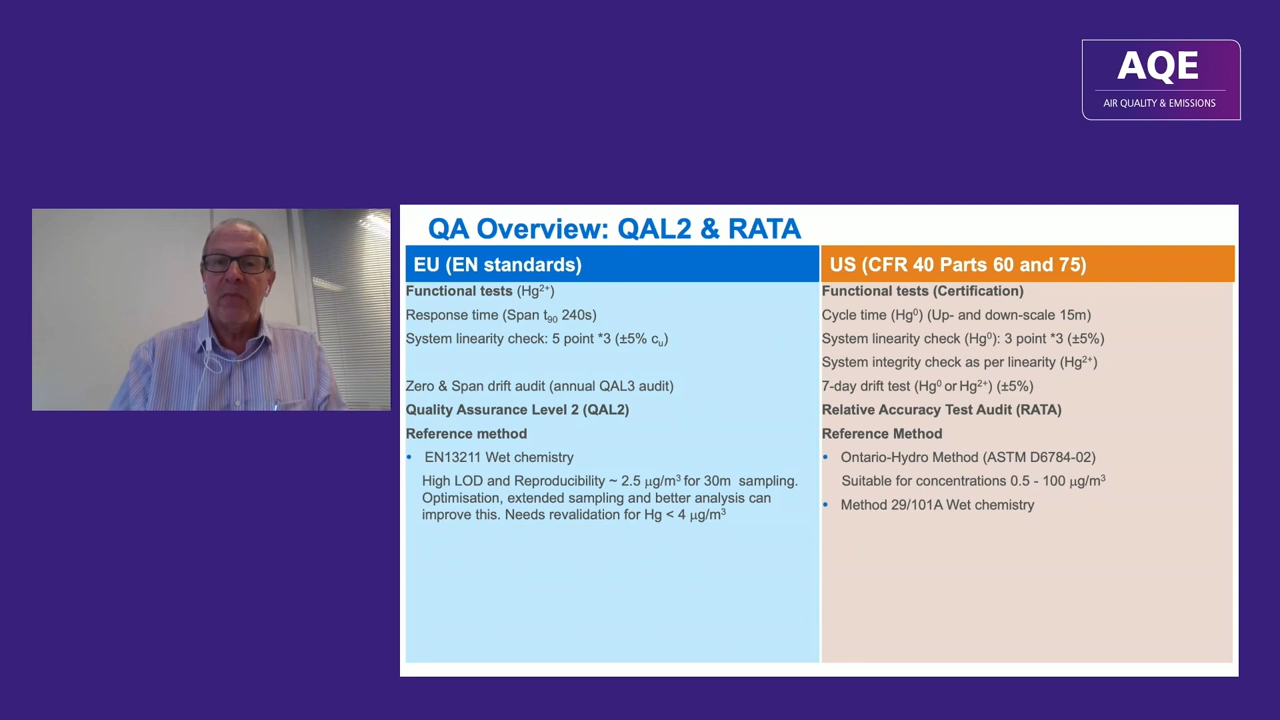 AQE
AIR QUALITY & EMISSIONS
QA Overview: QAL2 & RATA
EU (EN standards)
Functional tests (Hg²⁺)
Response time (Span t₉₀ 240s)
System linearity check: 5 point *3 (±5% cᵤ)
Zero & Span drift audit (annual QAL3 audit)
Quality Assurance Level 2 (QAL2)
Reference method
• EN13211 Wet chemistry
High LOD and Reproducibility ~ 2.5 µg/m³ for 30m sampling.
Optimisation, extended sampling and better analysis can
improve this. Needs revalidation for Hg < 4 µg/m³
US (CFR 40 Parts 60 and 75)
Functional tests (Certification)
Cycle time (Hg⁰) (Up- and down-scale 15m)
System linearity check (Hg⁰): 3 point *3 (±5%)
System integrity check as per linearity (Hg²⁺)
7-day drift test (Hg⁰ or Hg²⁺) (±5%)
Relative Accuracy Test Audit (RATA)
Reference Method
• Ontario-Hydro Method (ASTM D6784-02)
Suitable for concentrations 0.5 - 100 µg/m³
• Method 29/101A Wet chemistry